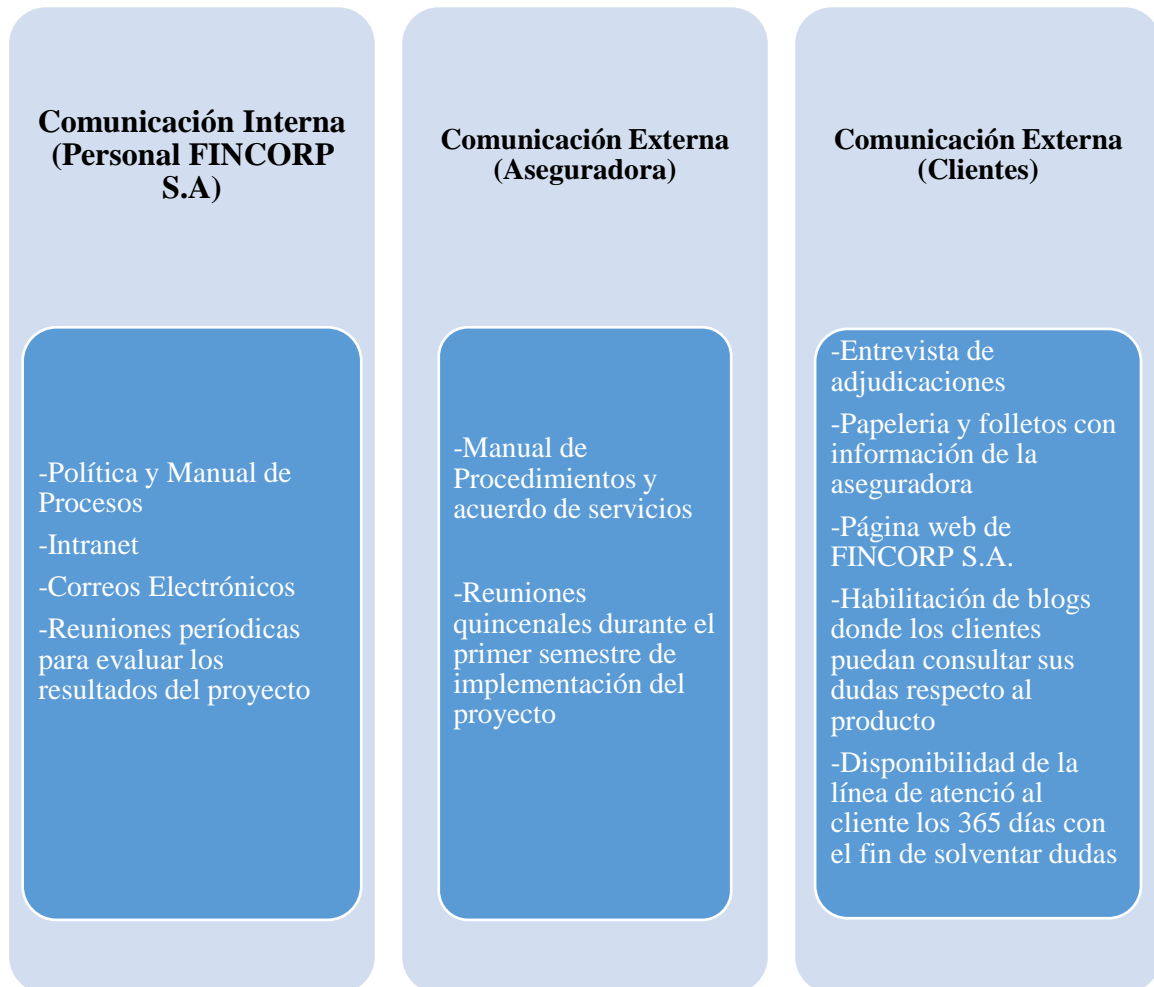 Comunicación Interna
(Personal FINCORP
S.A)
-Política y Manual de
Procesos
-Intranet
-Correos Electrónicos
-Reuniones períodicas
para evaluar los
resultados del proyecto
Comunicación Externa
(Aseguradora)
-Manual de
Procedimientos y
acuerdo de servicios
-Reuniones
quincenales durante el
primer semestre de
implementación del
proyecto
Comunicación Externa
(Clientes)
-Entrevista de
adjudicaciones
-Papeleria y folletos con
información de la
aseguradora
-Página web de
FINCORP S.A.
-Habilitación de blogs
donde los clientes
puedan consultar sus
dudas respecto al
producto
-Disponibilidad de la
línea de atenció al
cliente los 365 días con
el fin de solventar dudas